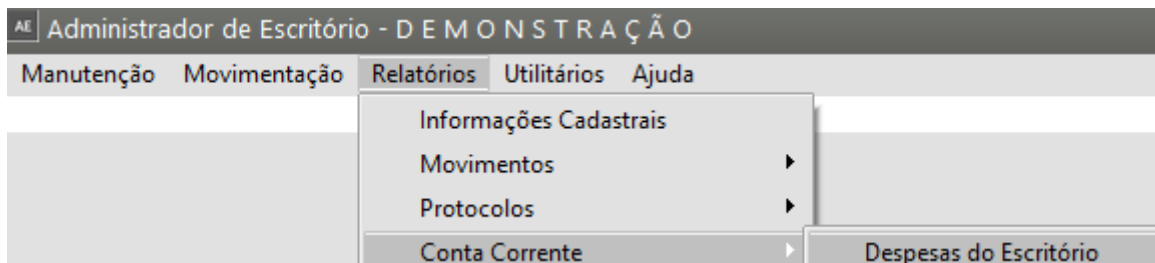 AE Administrador de Escritório - D E M O N S T R A Ç Ã O
Manutenção Movimentação Relatórios Utilitários Ajuda
Informações Cadastrais
Movimentos
Protocolos
Conta Corrente Despesas do Escritório